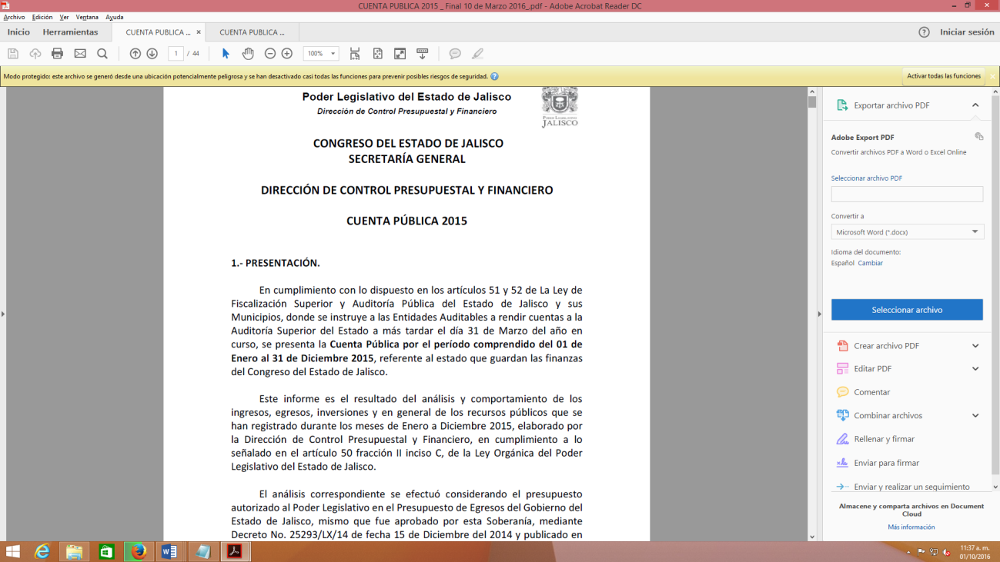 CUENTA PUBLICA 2015 _ Final 10 de Marzo 2016_.pdf - Adobe Acrobat Reader DC
Archivo Edición Ver Ventana Ayuda
Inicio Herramientas CUENTA PUBLICA ... × CUENTA PUBLICA ... Iniciar sesión
1 / 44 100%
Modo protegido: este archivo se generó desde una ubicación potencialmente peligrosa y se han desactivado casi todas las funciones para prevenir posibles riesgos de seguridad. Activar todas las funciones
Poder Legislativo del Estado de Jalisco
Dirección de Control Presupuestal y Financiero
PODER LEGISLATIVO
JALISCO
CONGRESO DEL ESTADO DE JALISCO
SECRETARÍA GENERAL
DIRECCIÓN DE CONTROL PRESUPUESTAL Y FINANCIERO
CUENTA PÚBLICA 2015
1.- PRESENTACIÓN.
En cumplimiento con lo dispuesto en los artículos 51 y 52 de La Ley de
Fiscalización Superior y Auditoría Pública del Estado de Jalisco y sus
Municipios, donde se instruye a las Entidades Auditables a rendir cuentas a la
Auditoría Superior del Estado a más tardar el día 31 de Marzo del año en
curso, se presenta la Cuenta Pública por el período comprendido del 01 de
Enero al 31 de Diciembre 2015, referente al estado que guardan las finanzas
del Congreso del Estado de Jalisco.
Este informe es el resultado del análisis y comportamiento de los
ingresos, egresos, inversiones y en general de los recursos públicos que se
han registrado durante los meses de Enero a Diciembre 2015, elaborado por
la Dirección de Control Presupuestal y Financiero, en cumplimiento a lo
señalado en el artículo 50 fracción II inciso C, de la Ley Orgánica del Poder
Legislativo del Estado de Jalisco.
El análisis correspondiente se efectuó considerando el presupuesto
autorizado al Poder Legislativo en el Presupuesto de Egresos del Gobierno del
Estado de Jalisco, mismo que fue aprobado por esta Soberanía, mediante
Decreto No. 25293/LX/14 de fecha 15 de Diciembre del 2014 y publicado en
Exportar archivo PDF
Adobe Export PDF
Convertir archivos PDF a Word o Excel Online
Seleccionar archivo PDF
Convertir a
Microsoft Word (*.docx)
Idioma del documento:
Español Cambiar
Seleccionar archivo
Crear archivo PDF
Editar PDF
Comentar
Combinar archivos
Rellenar y firmar
Enviar para firmar
Enviar y realizar un seguimiento
Almacene y comparta archivos en Document
Cloud
Más información
11:37 a. m.
01/10/2016